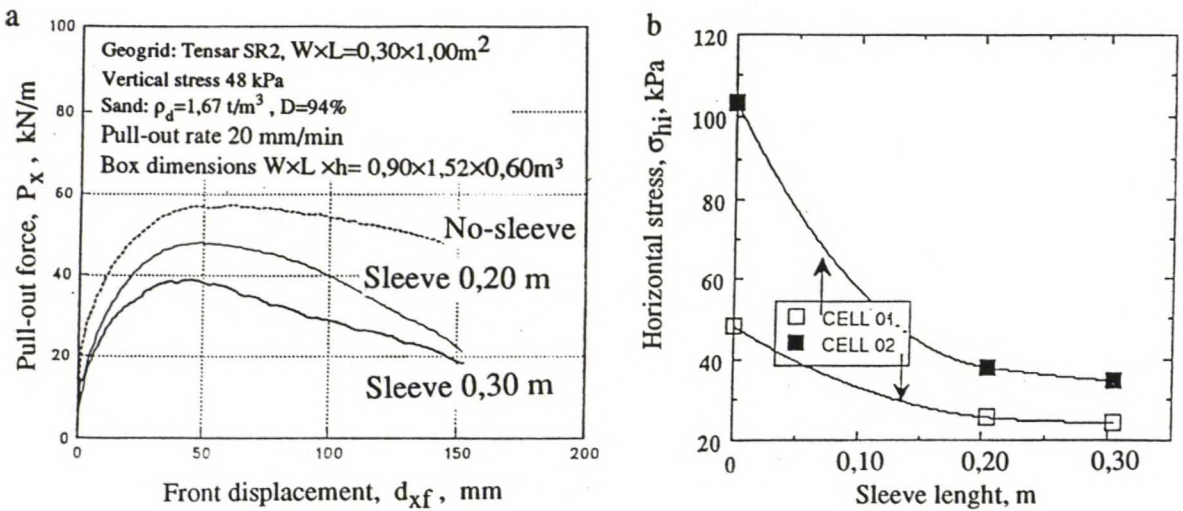 a
100
80
60
40
20
0
Pull-out force, Px, kN/m
Geogrid: Tensar SR2, W×L=0,30×1,00m²
Vertical stress 48 kPa
Sand: ρd=1,67 t/m³ , D=94%
Pull-out rate 20 mm/min
Box dimensions W×L ×h= 0,90×1,52×0,60m³
No-sleeve
Sleeve 0,20 m
Sleeve 0,30 m
0 50 100 150 200
Front displacement, dxf, mm
b
120
100
80
60
40
20
Horizontal stress, σhi, kPa
CELL 01
CELL 02
0 0,10 0,20 0,30
Sleeve lenght, m